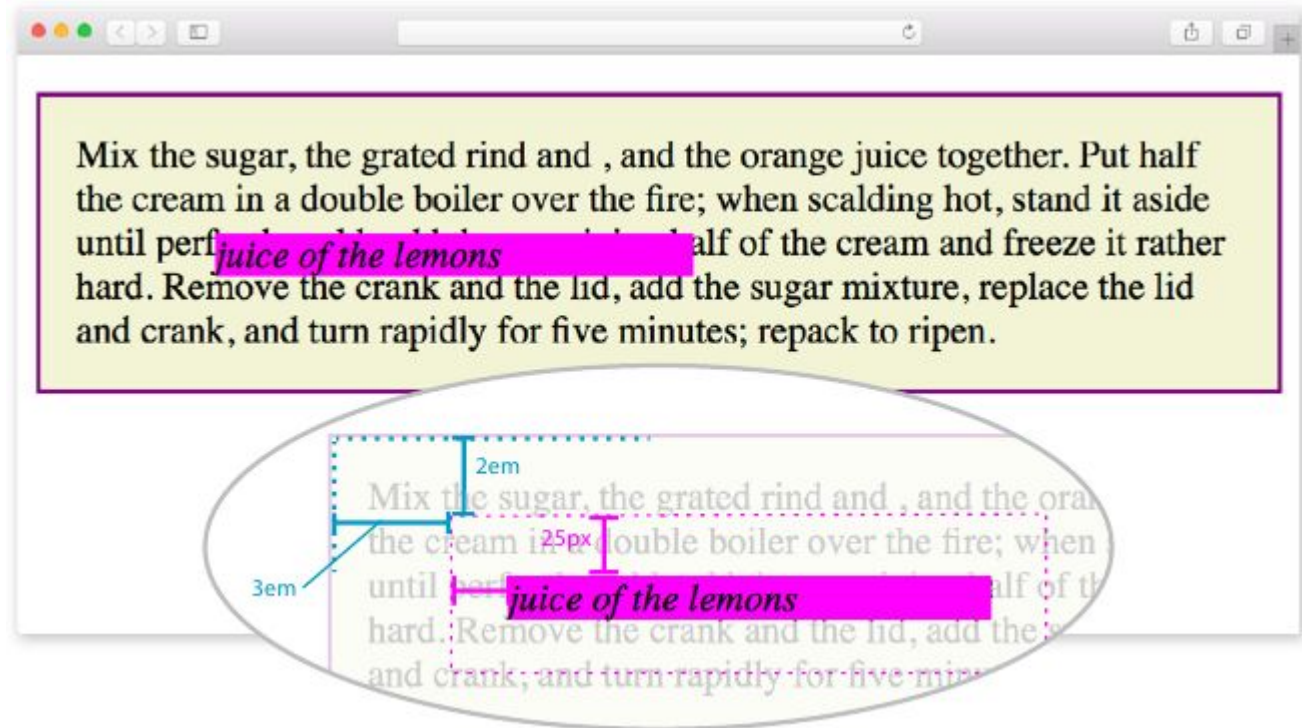 Mix the sugar, the grated rind and , and the orange juice together. Put half
the cream in a double boiler over the fire; when scalding hot, stand it aside
until perf alf of the cream and freeze it rather
juice of the lemons
hard. Remove the crank and the lid, add the sugar mixture, replace the lid
and crank, and turn rapidly for five minutes; repack to ripen.
2em
Mix the sugar, the grated rind and , and the oran
25px
the cream in a double boiler over the fire; when
3em
until alf of th
juice of the lemons
hard. Remove the crank and the lid, add the s
and crank, and turn rapidly for five minu